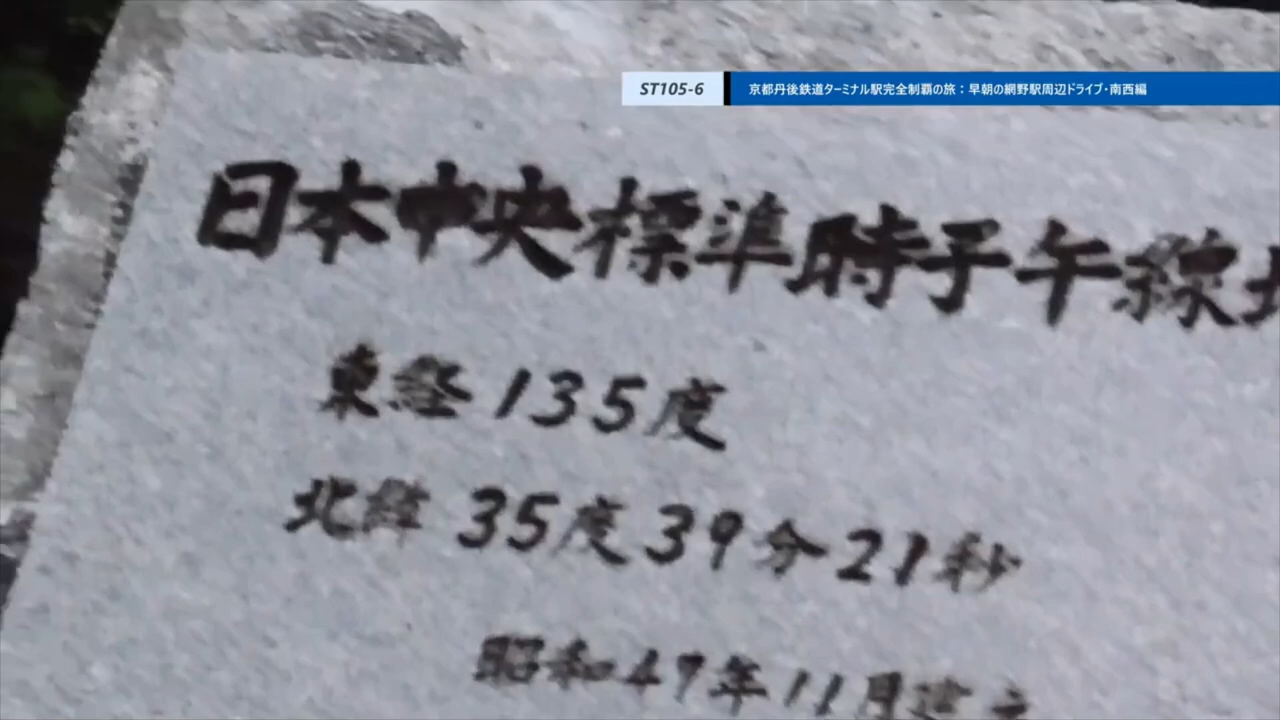 ST105-6 京都丹後鉄道ターミナル駅完全制覇の旅：早朝の網野駅周辺ドライブ・南西編
日本中央標準時子午線
東経135度
北緯35度39分21秒
昭和47年11月建立